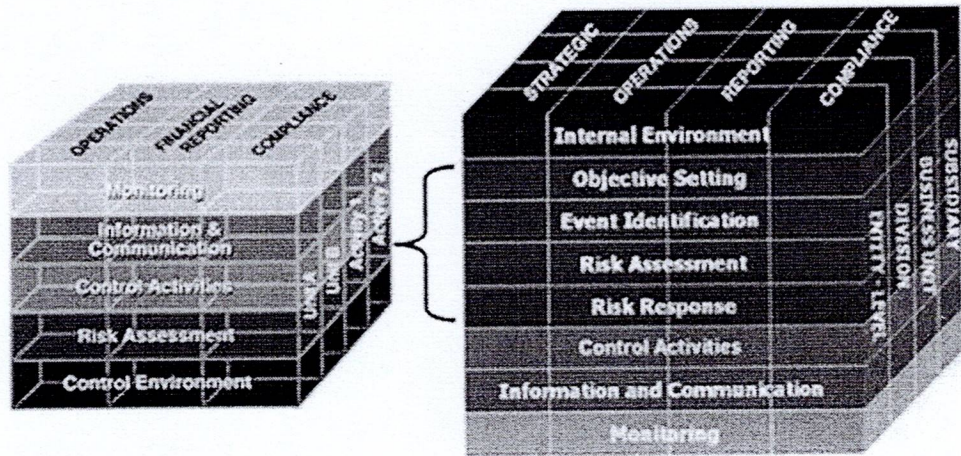 OPERATIONS
FINANCIAL
REPORTING
COMPLIANCE
Monitoring
Information &
Communication
Control Activities
Risk Assessment
Control Environment
Unit A
Unit B
Activity 1
Activity 2
STRATEGIC
OPERATIONS
REPORTING
COMPLIANCE
Internal Environment
Objective Setting
Event Identification
Risk Assessment
Risk Response
Control Activities
Information and Communication
Monitoring
ENTITY - LEVEL
DIVISION
BUSINESS UNIT
SUBSIDIARY